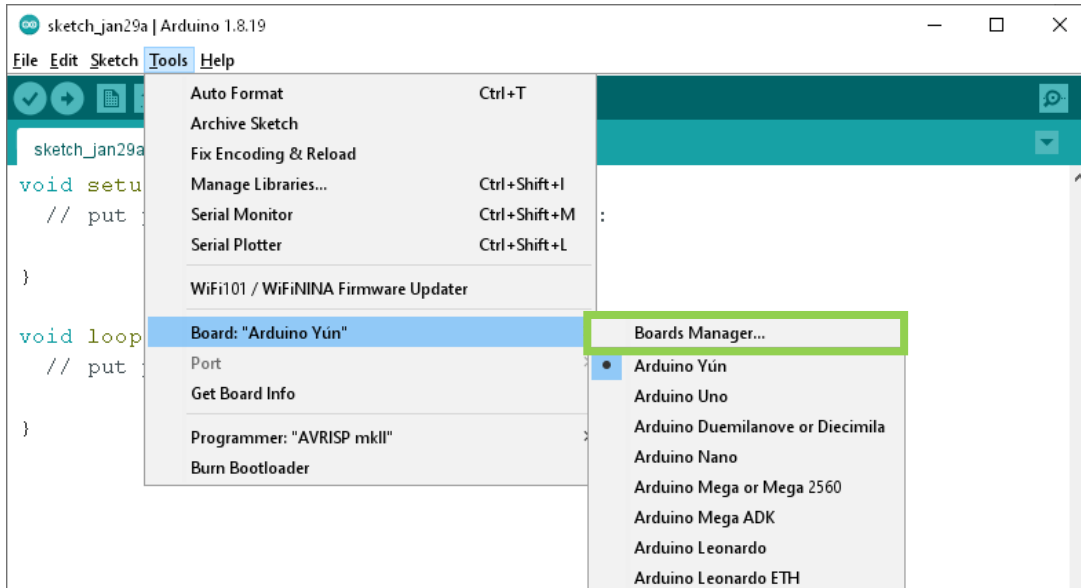 sketch_jan29a | Arduino 1.8.19
File Edit Sketch Tools Help
Auto Format Ctrl+T
Archive Sketch
sketch_jan29a
Fix Encoding & Reload
void setu
Manage Libraries... Ctrl+Shift+I
// put
Serial Monitor Ctrl+Shift+M
:
Serial Plotter Ctrl+Shift+L
}
WiFi101 / WiFiNINA Firmware Updater
void loop
Board: "Arduino Yún"
Boards Manager...
// put
Port
Arduino Yún
Get Board Info
Arduino Uno
}
Programmer: "AVRISP mkII"
Arduino Duemilanove or Diecimila
Burn Bootloader
Arduino Nano
Arduino Mega or Mega 2560
Arduino Mega ADK
Arduino Leonardo
Arduino Leonardo ETH